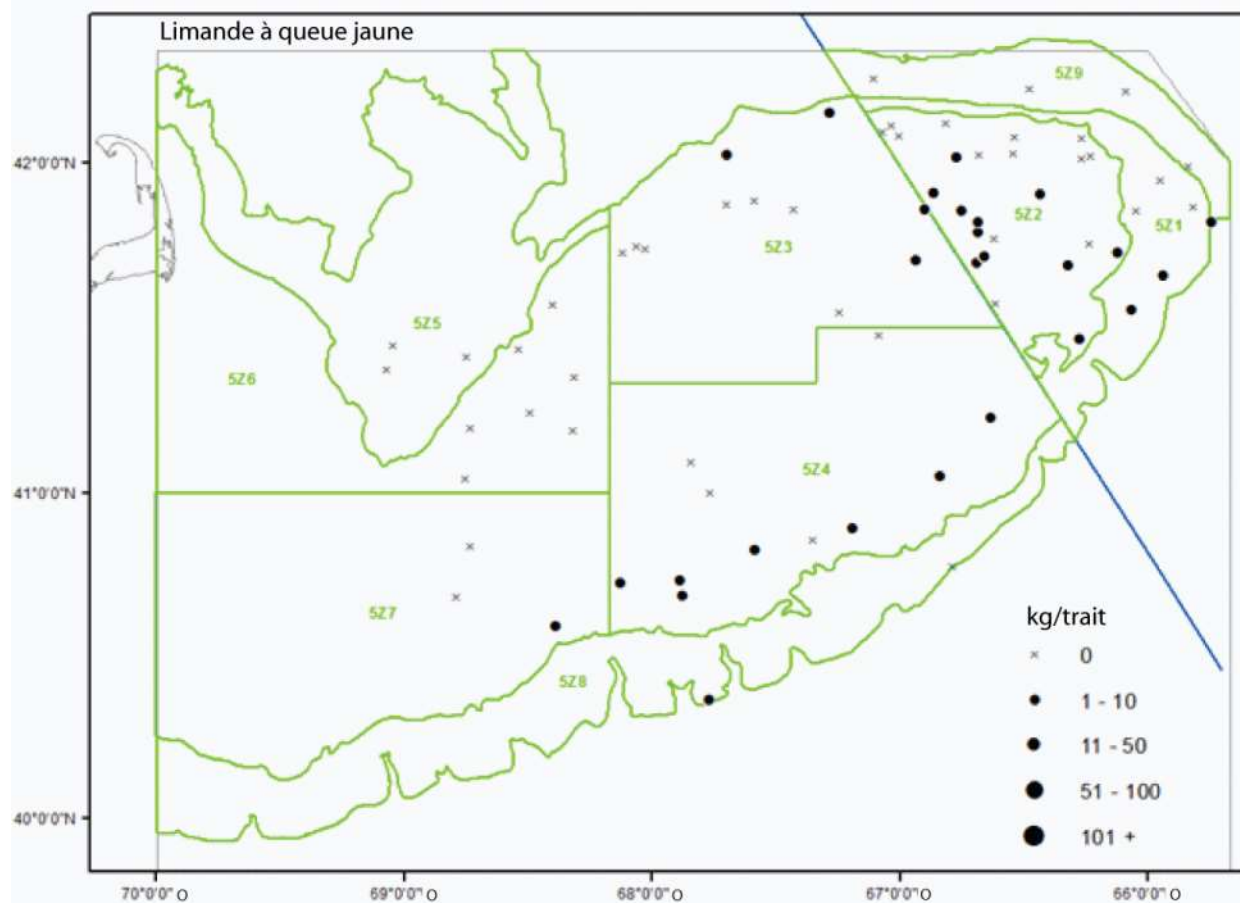 Limande à queue jaune
5Z9
42°0'0"N
5Z2
5Z1
5Z3
5Z5
5Z6
5Z4
41°0'0"N
5Z7
5Z8
kg/trait
0
1 - 10
11 - 50
51 - 100
101 +
40°0'0"N
70°0'0"O
69°0'0"O
68°0'0"O
67°0'0"O
66°0'0"O